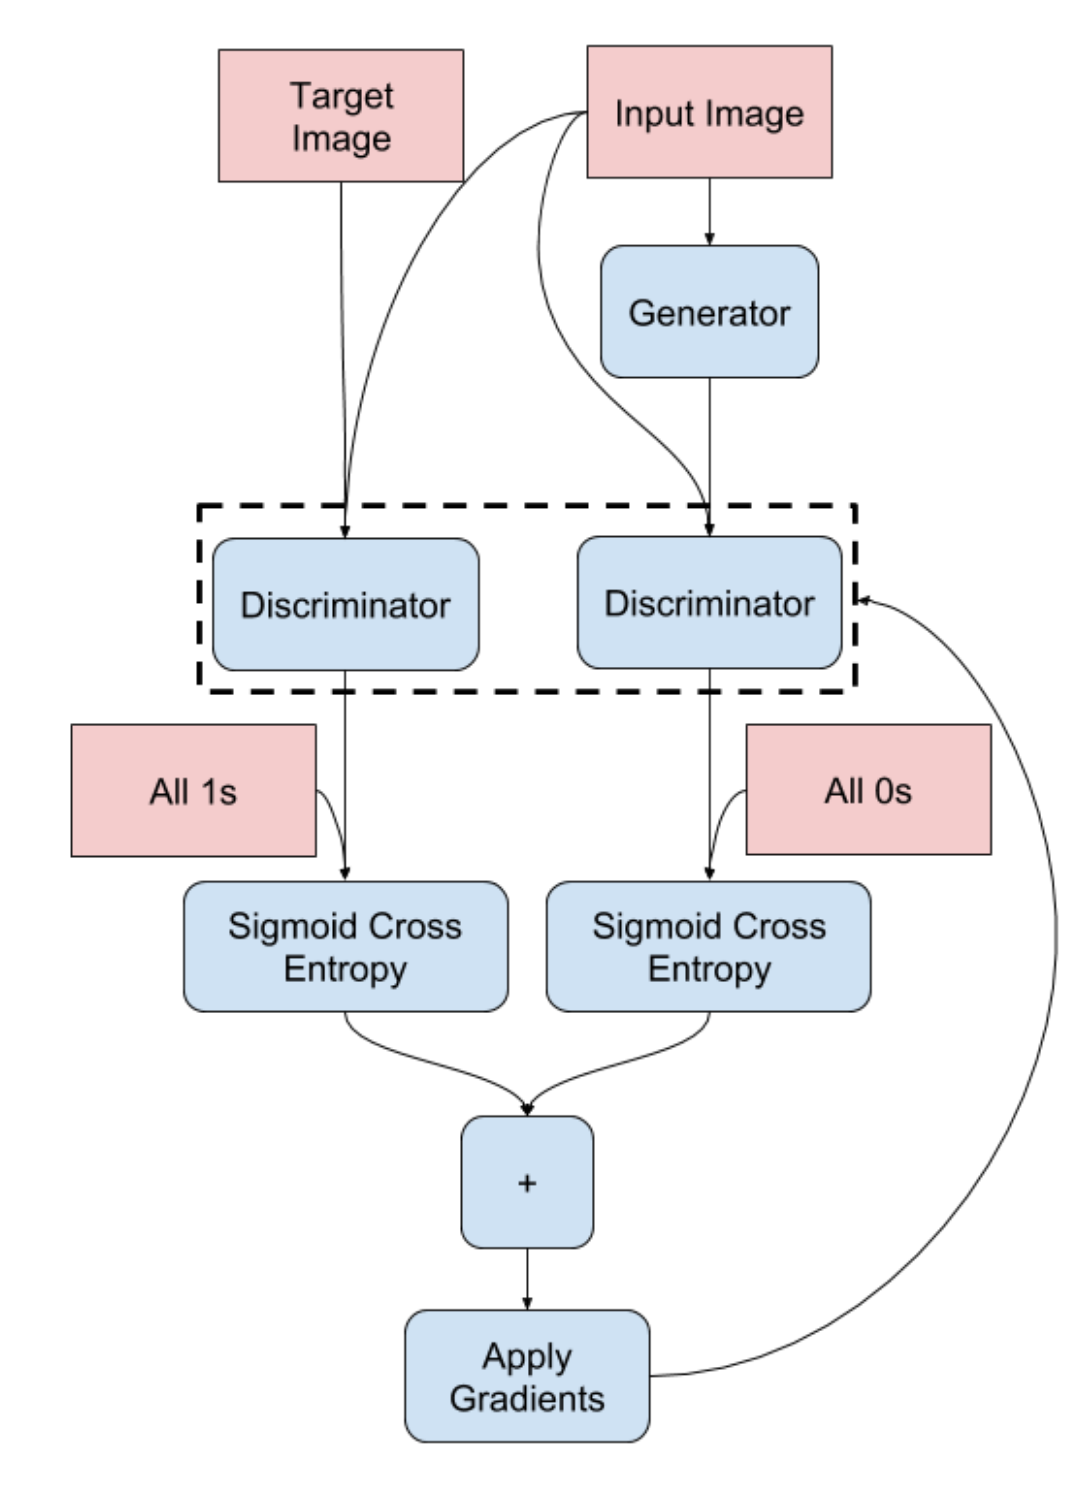 Target
Image
Input Image
Generator
Discriminator
Discriminator
All 1s
All 0s
Sigmoid Cross
Entropy
Sigmoid Cross
Entropy
+
Apply
Gradients